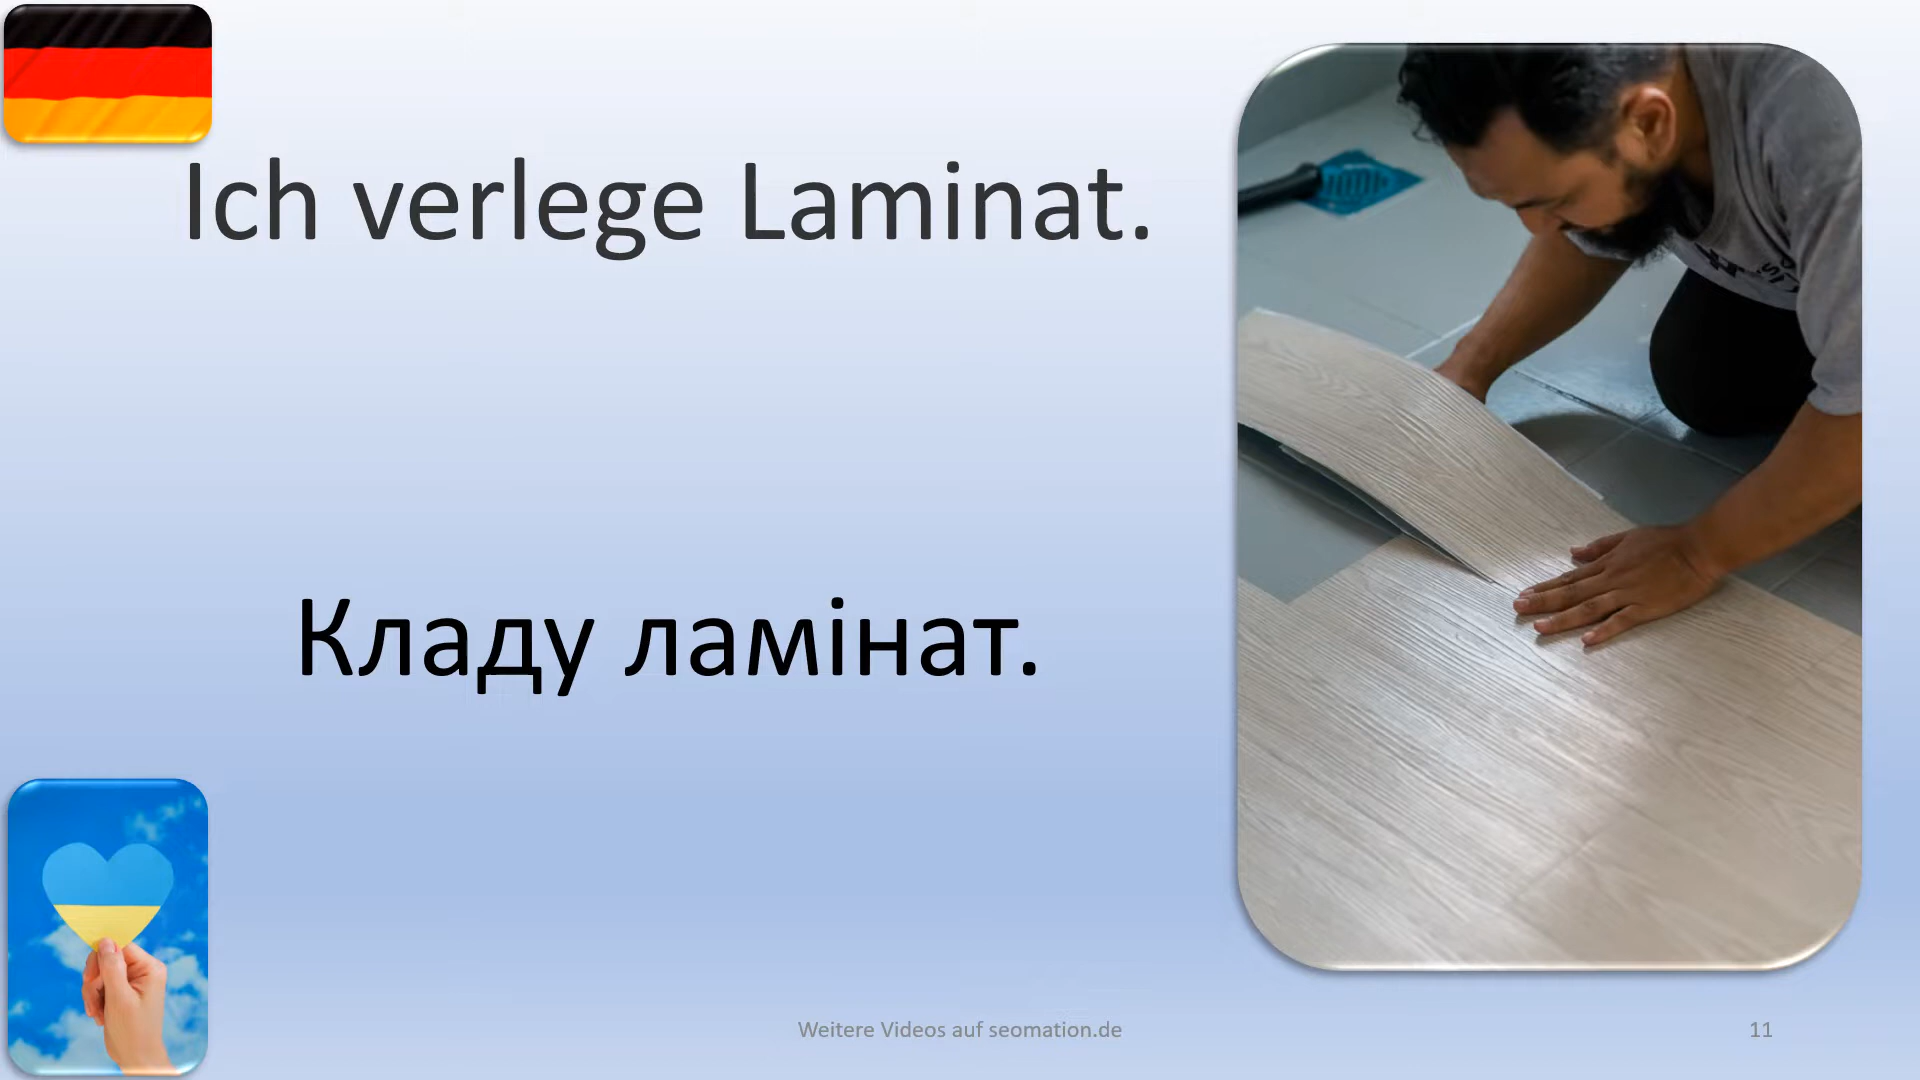 Ich verlege Laminat.
Кладу ламінат.
Weitere Videos auf seomation.de
11